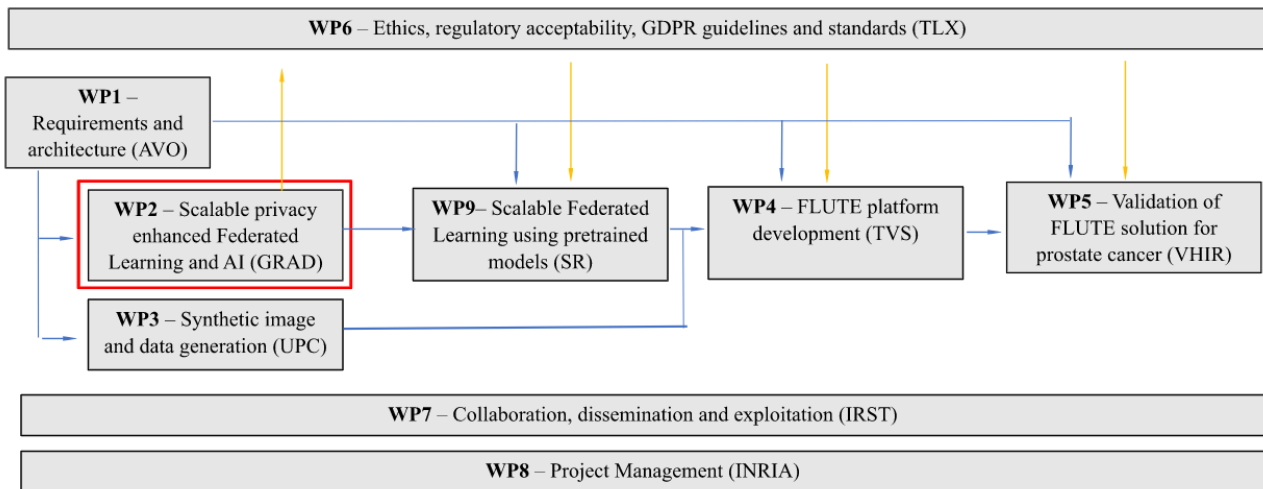 WP6 – Ethics, regulatory acceptability, GDPR guidelines and standards (TLX)
WP1 –
Requirements and
architecture (AVO)
WP2 – Scalable privacy
enhanced Federated
Learning and AI (GRAD)
WP9– Scalable Federated
Learning using pretrained
models (SR)
WP4 – FLUTE platform
development (TVS)
WP5 – Validation of
FLUTE solution for
prostate cancer (VHIR)
WP3 – Synthetic image
and data generation (UPC)
WP7 – Collaboration, dissemination and exploitation (IRST)
WP8 – Project Management (INRIA)